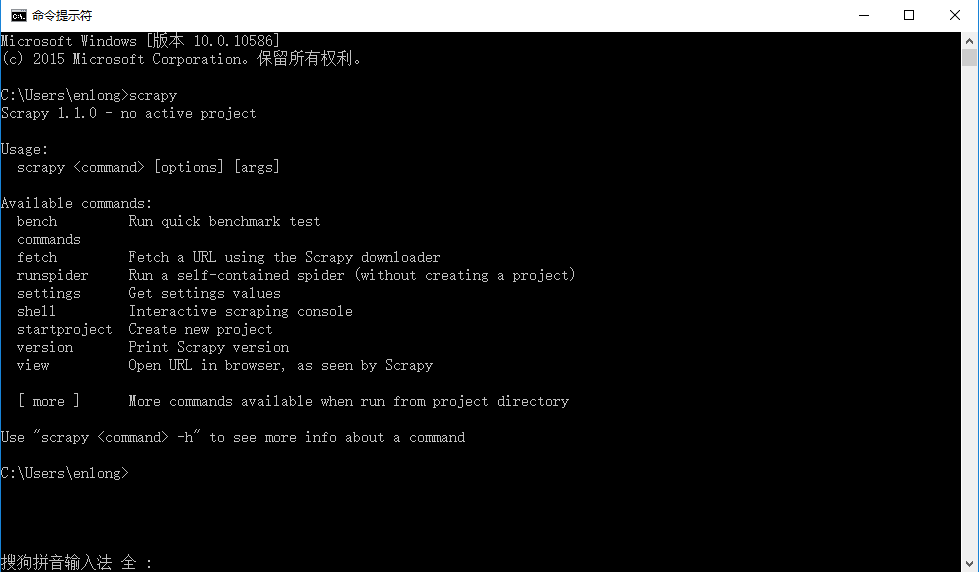 命令提示符
Microsoft Windows [版本 10.0.10586]
(c) 2015 Microsoft Corporation。保留所有权利。
C:\Users\enlong>scrapy
Scrapy 1.1.0 - no active project
Usage:
scrapy <command> [options] [args]
Available commands:
bench Run quick benchmark test
commands
fetch Fetch a URL using the Scrapy downloader
runspider Run a self-contained spider (without creating a project)
settings Get settings values
shell Interactive scraping console
startproject Create new project
version Print Scrapy version
view Open URL in browser, as seen by Scrapy
[ more ] More commands available when run from project directory
Use "scrapy <command> -h" to see more info about a command
C:\Users\enlong>
搜狗拼音输入法 全 :